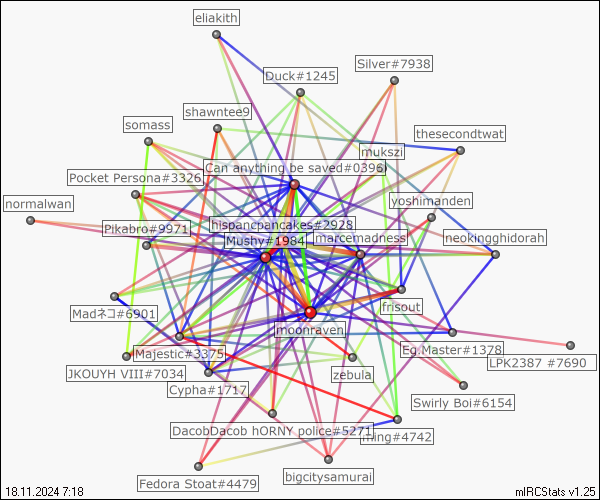 eliakith
Silver#7938
Duck#1245
shawntee9
somass
thesecondtwat
mukszi
Can anything be saved#0396
Pocket Persona#3326
yoshimanden
normalwan
hispancpancakes#2928
Pikabro#9971
Mushy#1984
marcemadness
neokingghidorah
Madネコ#6901
frisout
moonraven
Majestic#3375
Eg.Master#1378
LPK2387 #7690
JKOUYH VIII#7034
zebula
Cypha#1717
Swirly Boi#6154
DacobDacob hORNY police#5271
ming#4742
Fedora Stoat#4479
bigcitysamurai
18.11.2024 7:18
mIRCStats v1.25